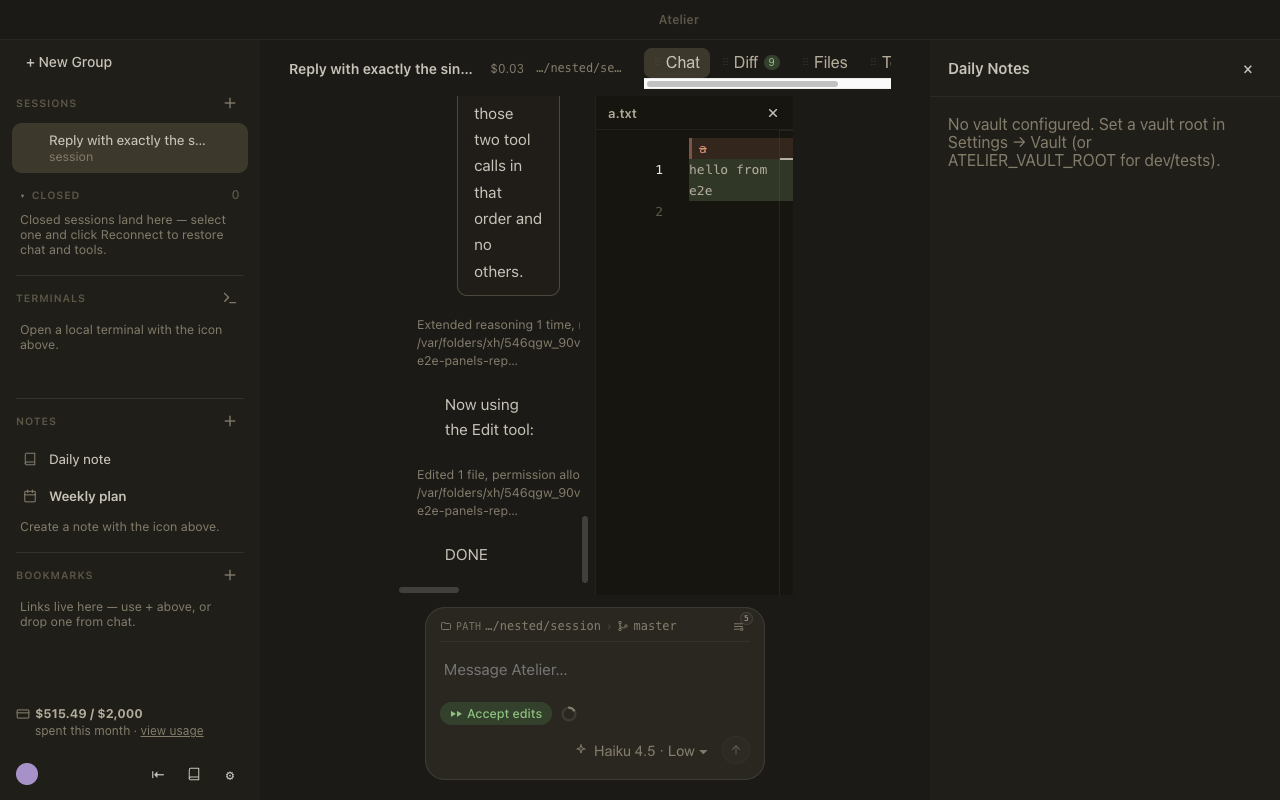 Atelier
+ New Group
SESSIONS
Reply with exactly the s...
session
CLOSED 0
Closed sessions land here — select
one and click Reconnect to restore
chat and tools.
TERMINALS
Open a local terminal with the icon
above.
NOTES
Daily note
Weekly plan
Create a note with the icon above.
BOOKMARKS
Links live here — use + above, or
drop one from chat.
$515.49 / $2,000
spent this month · view usage
Reply with exactly the sin... $0.03 …/nested/se…
Chat Diff 9 Files
those
two tool
calls in
that
order and
no
others.
Extended reasoning 1 time,
/var/folders/xh/546qgw_90v
e2e-panels-rep...
Now using
the Edit tool:
Edited 1 file, permission allo
/var/folders/xh/546qgw_90v
e2e-panels-rep...
DONE
a.txt
a
1 hello from
e2e
2
PATH …/nested/session › master 5
Message Atelier...
Accept edits
Haiku 4.5 · Low
Daily Notes
No vault configured. Set a vault root in
Settings → Vault (or
ATELIER_VAULT_ROOT for dev/tests).